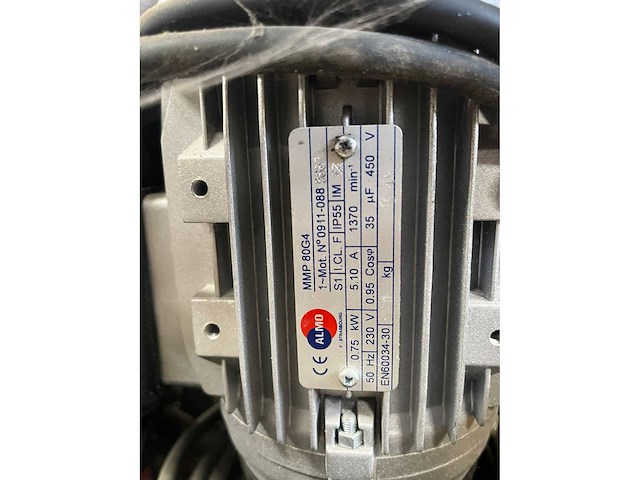 MMP 80G4
1~Mot. N° 0911-088
S1 I.CL. F IP55 IM
0.75 kW 5.10 A 1370 min⁻¹
50 Hz 230 V 0.95 Cosφ 35 µF 450 V
EN60034-30 kg
CE
ALMO
F - STRASBOURG